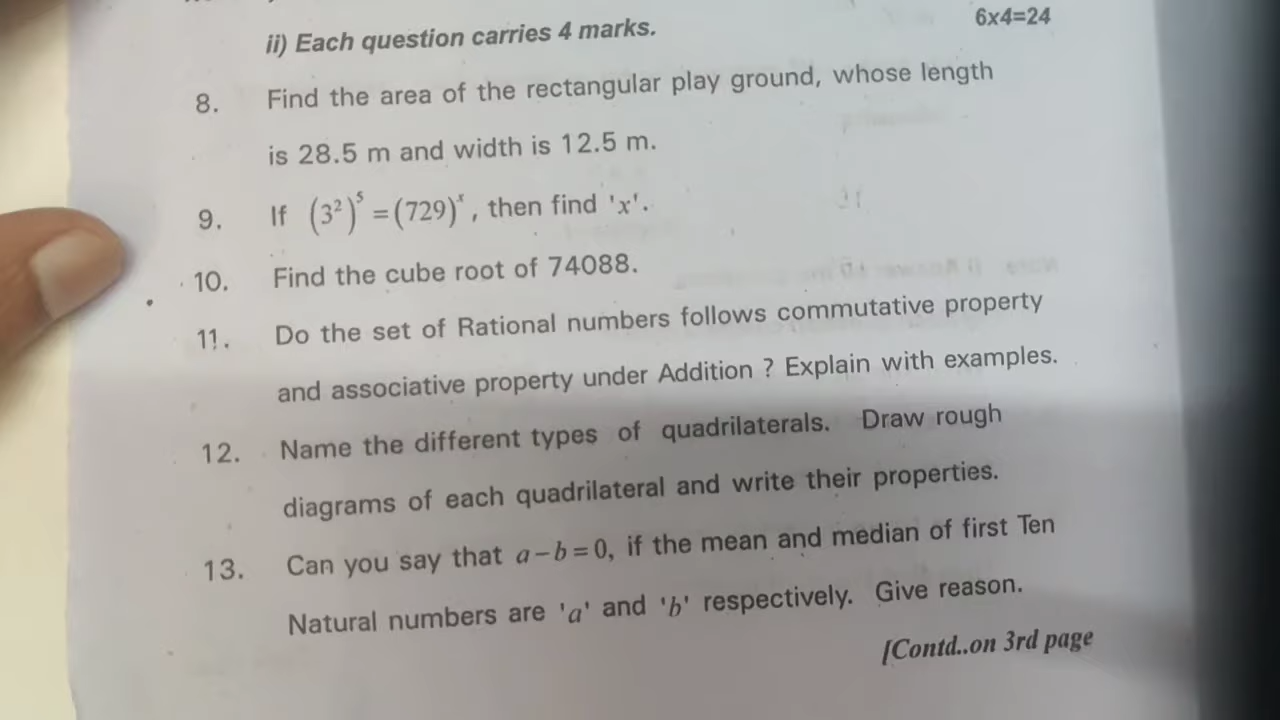 ii) Each question carries 4 marks.
6x4=24
8. Find the area of the rectangular play ground, whose length
is 28.5 m and width is 12.5 m.
9. If (3²)⁵ = (729)ˣ, then find 'x'.
10. Find the cube root of 74088.
11. Do the set of Rational numbers follows commutative property
and associative property under Addition ? Explain with examples.
12. Name the different types of quadrilaterals. Draw rough
diagrams of each quadrilateral and write their properties.
13. Can you say that a–b=0, if the mean and median of first Ten
Natural numbers are 'a' and 'b' respectively. Give reason.
[Contd..on 3rd page